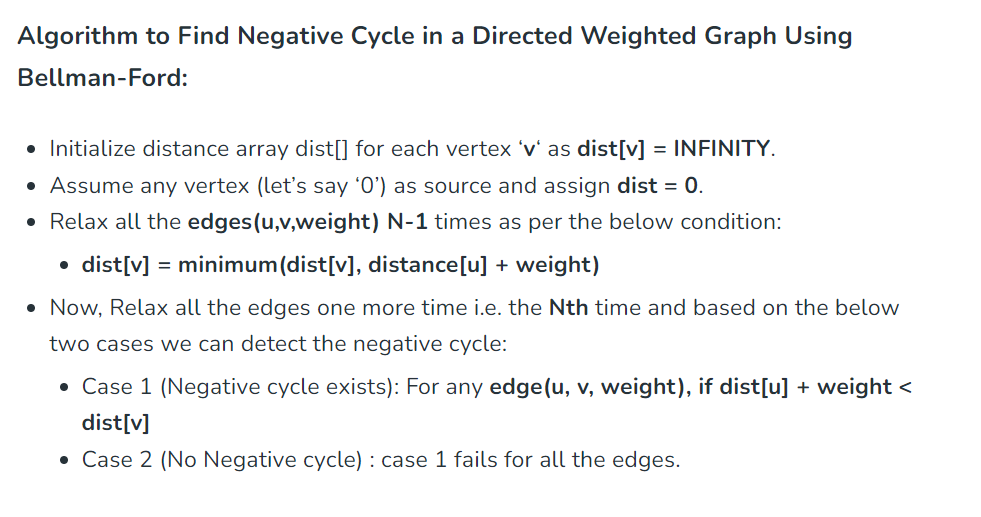 Algorithm to Find Negative Cycle in a Directed Weighted Graph Using
Bellman-Ford:
• Initialize distance array dist[] for each vertex ‘v‘ as dist[v] = INFINITY.
• Assume any vertex (let’s say ‘0’) as source and assign dist = 0.
• Relax all the edges(u,v,weight) N-1 times as per the below condition:
• dist[v] = minimum(dist[v], distance[u] + weight)
• Now, Relax all the edges one more time i.e. the Nth time and based on the below
two cases we can detect the negative cycle:
• Case 1 (Negative cycle exists): For any edge(u, v, weight), if dist[u] + weight <
dist[v]
• Case 2 (No Negative cycle) : case 1 fails for all the edges.